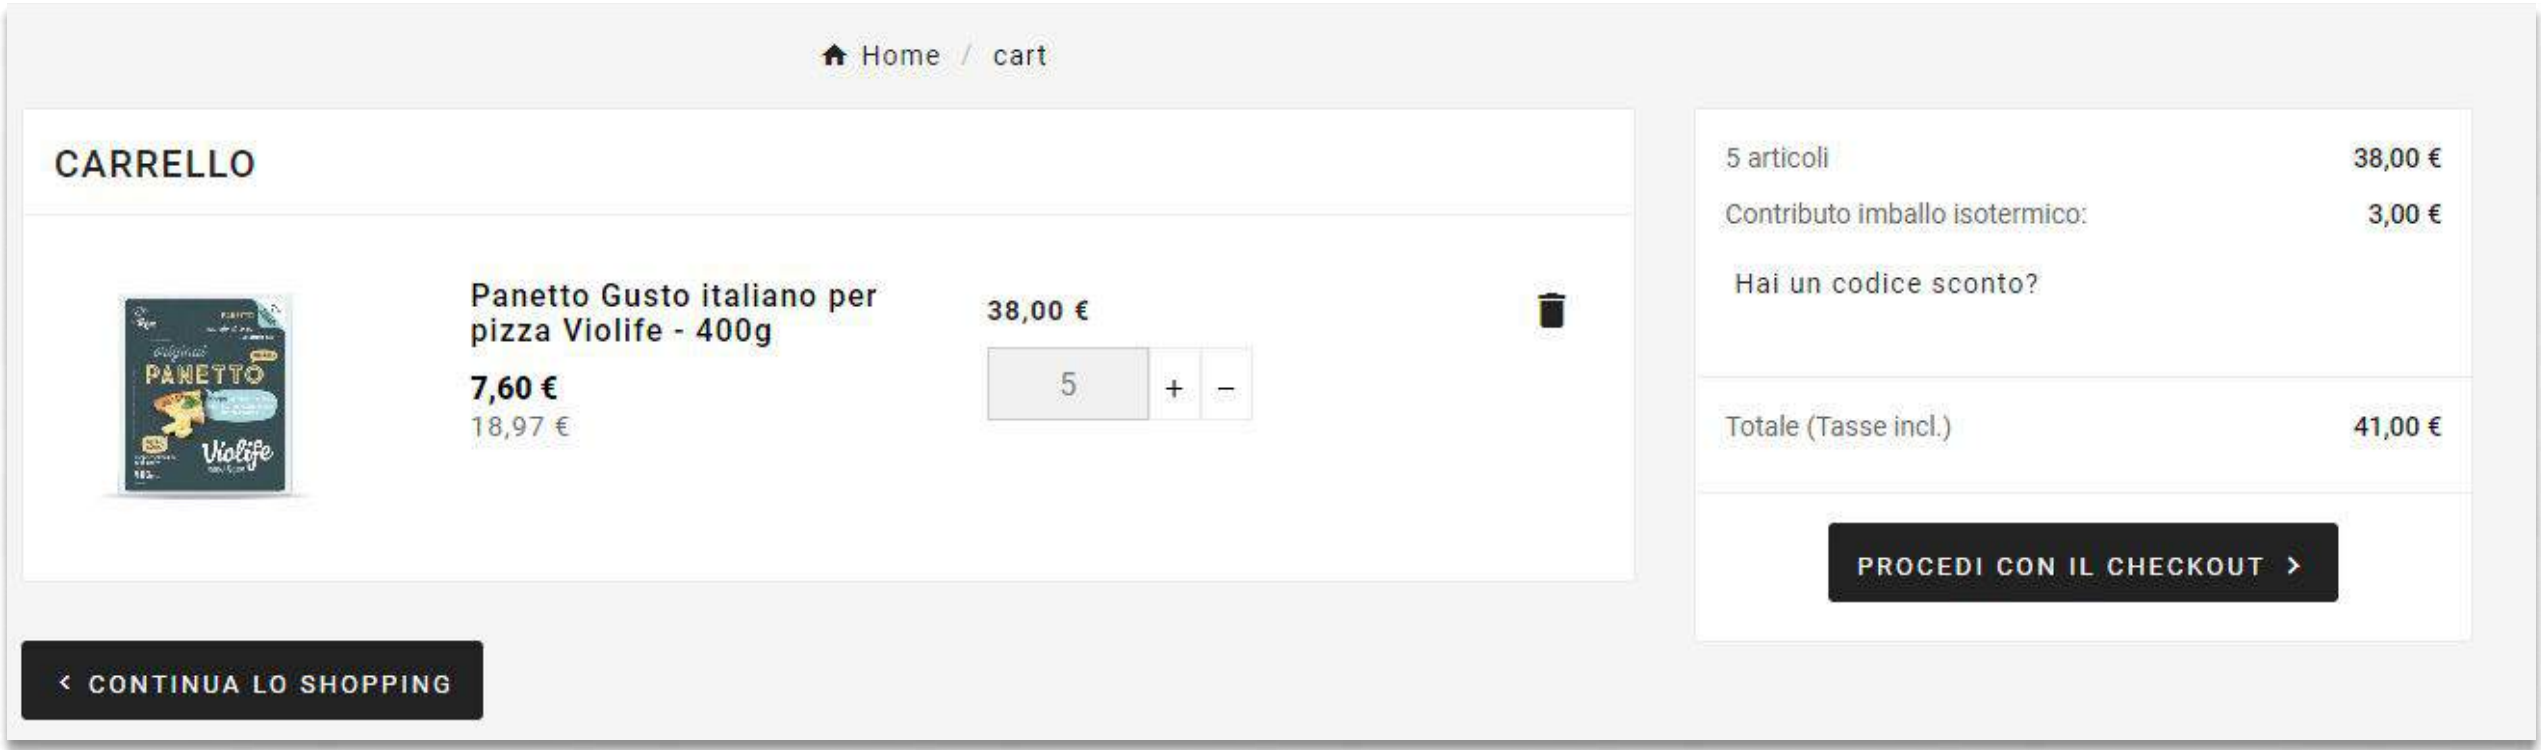 Home / cart
CARRELLO
Panetto Gusto italiano per
pizza Violife - 400g
7,60 €
18,97 €
38,00 €
5 + −
original
PANETTO
Violife
5 articoli 38,00 €
Contributo imballo isotermico: 3,00 €
Hai un codice sconto?
Totale (Tasse incl.) 41,00 €
PROCEDI CON IL CHECKOUT >
< CONTINUA LO SHOPPING